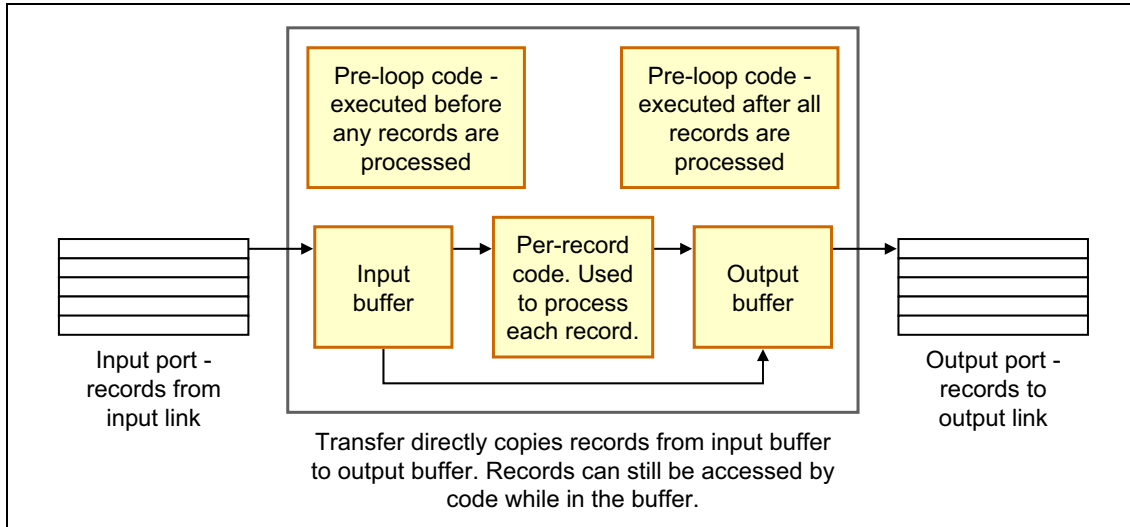 Pre-loop code -
executed before
any records are
processed
Pre-loop code -
executed after all
records are
processed
Input port -
records from
input link
Input
buffer
Per-record
code. Used
to process
each record.
Output
buffer
Output port -
records to
output link
Transfer directly copies records from input buffer
to output buffer. Records can still be accessed by
code while in the buffer.